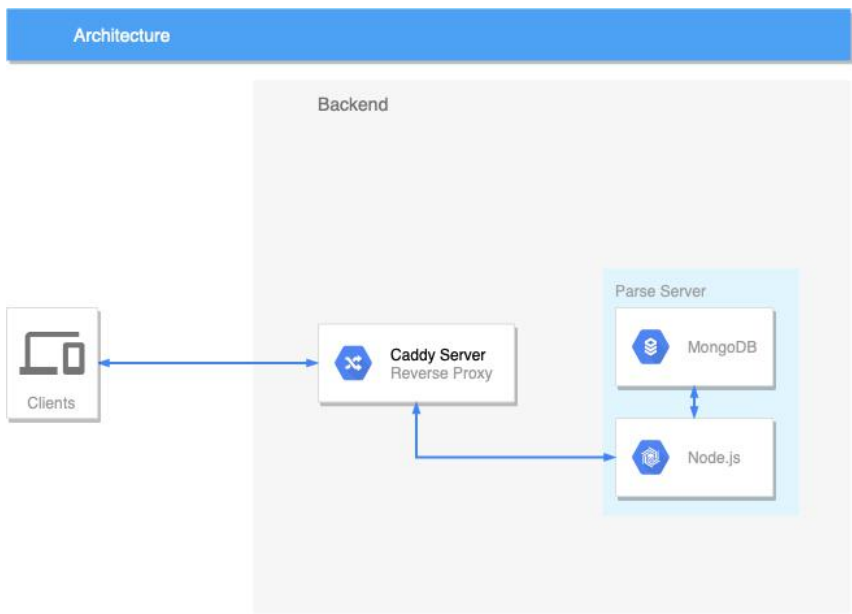 Architecture
Backend
Parse Server
MongoDB
Caddy Server
Reverse Proxy
Clients
Node.js